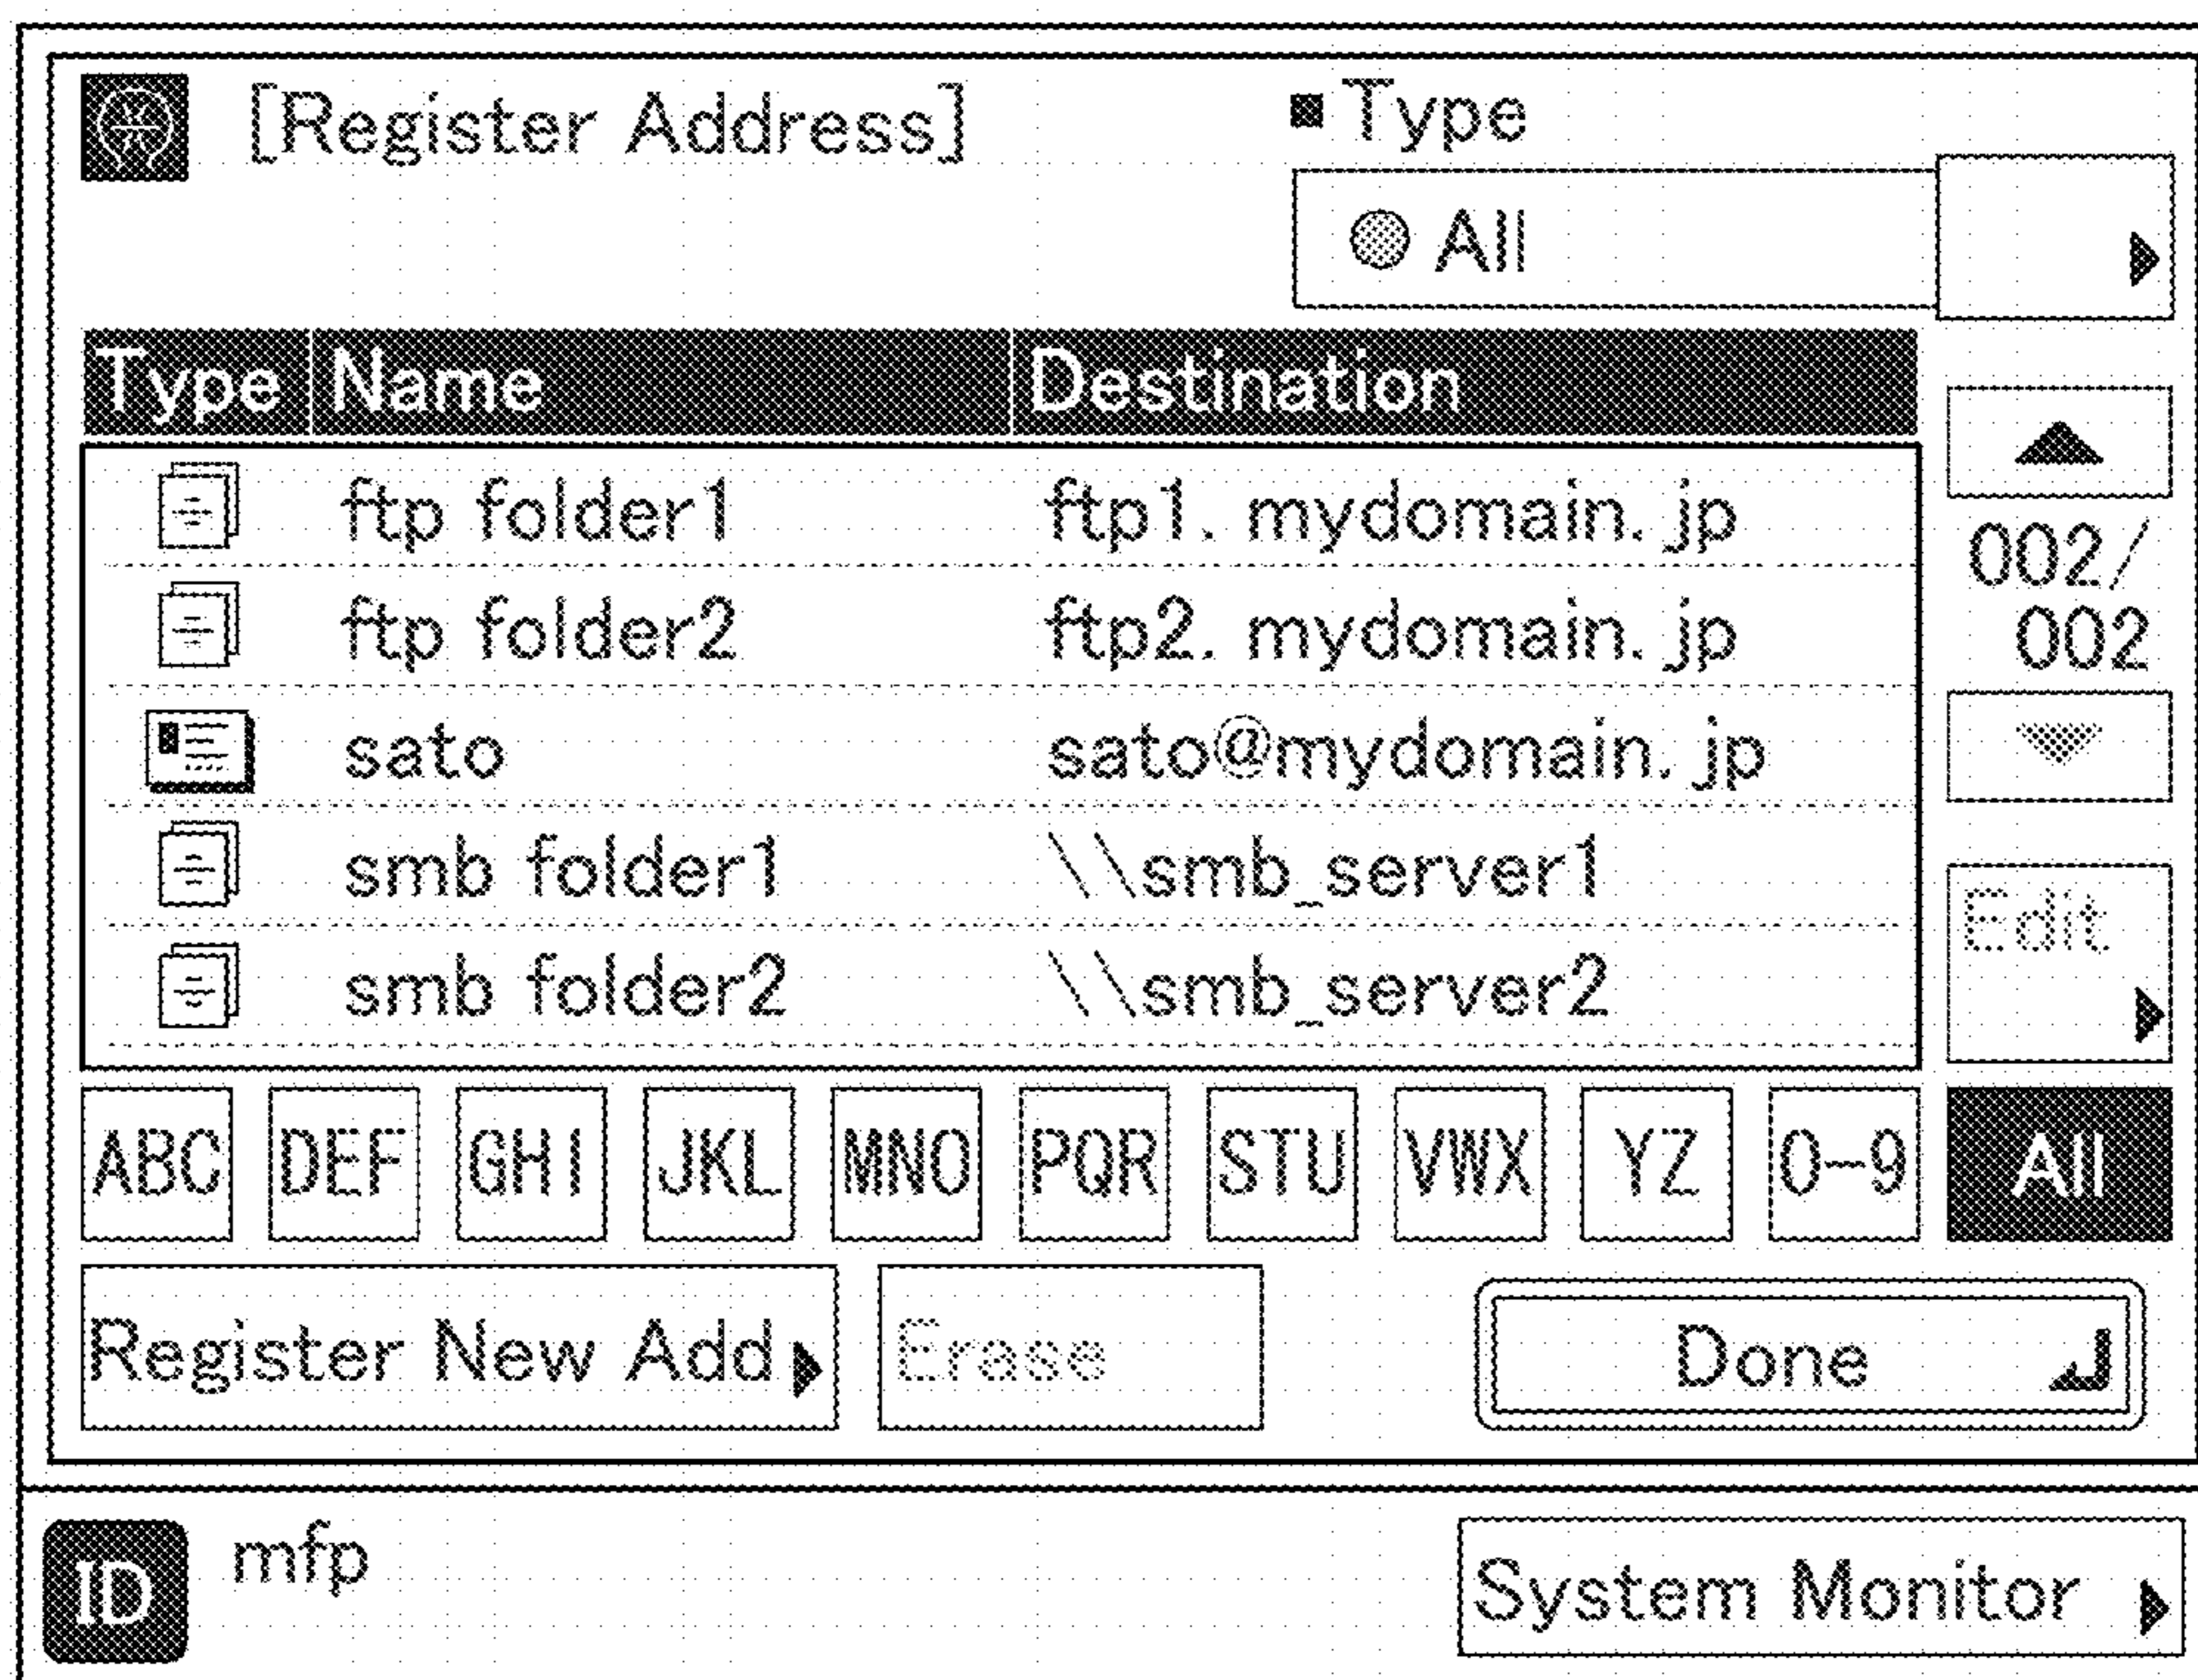 [Register Address]
■ Type
All
Type Name Destination
ftp folder1 ftp1. mydomain. jp
ftp folder2 ftp2. mydomain. jp
sato sato@mydomain. jp
smb folder1 \\smb_server1
smb folder2 \\smb_server2
002/
002
Edit
ABC DEF GHI JKL MNO PQR STU VWX YZ 0-9 All
Register New Add Erase Done
ID mfp System Monitor